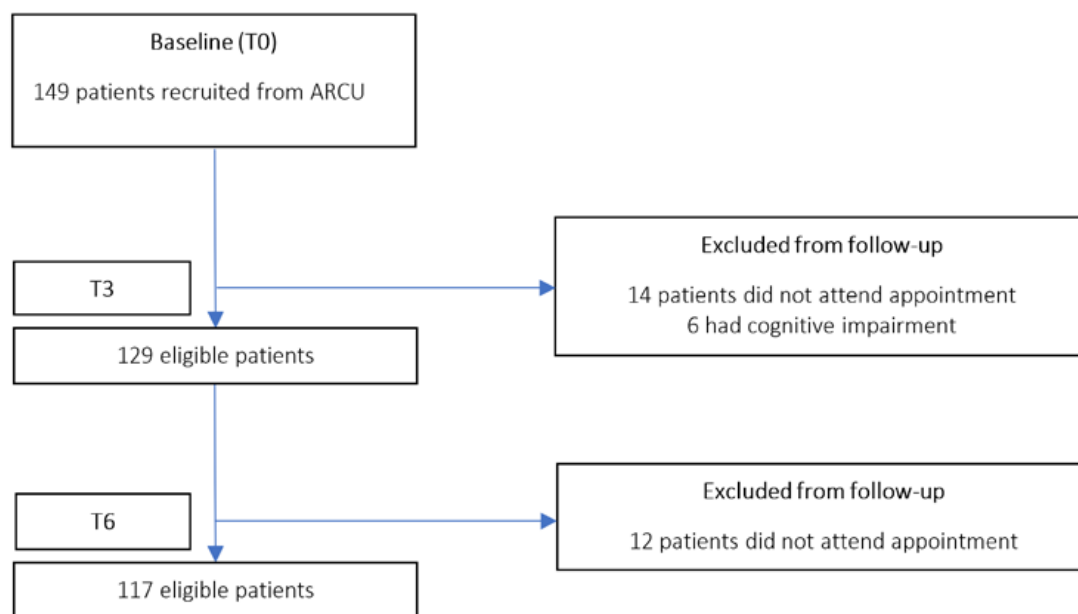 Baseline (T0)
149 patients recruited from ARCU
Excluded from follow-up
14 patients did not attend appointment
6 had cognitive impairment
T3
129 eligible patients
Excluded from follow-up
12 patients did not attend appointment
T6
117 eligible patients